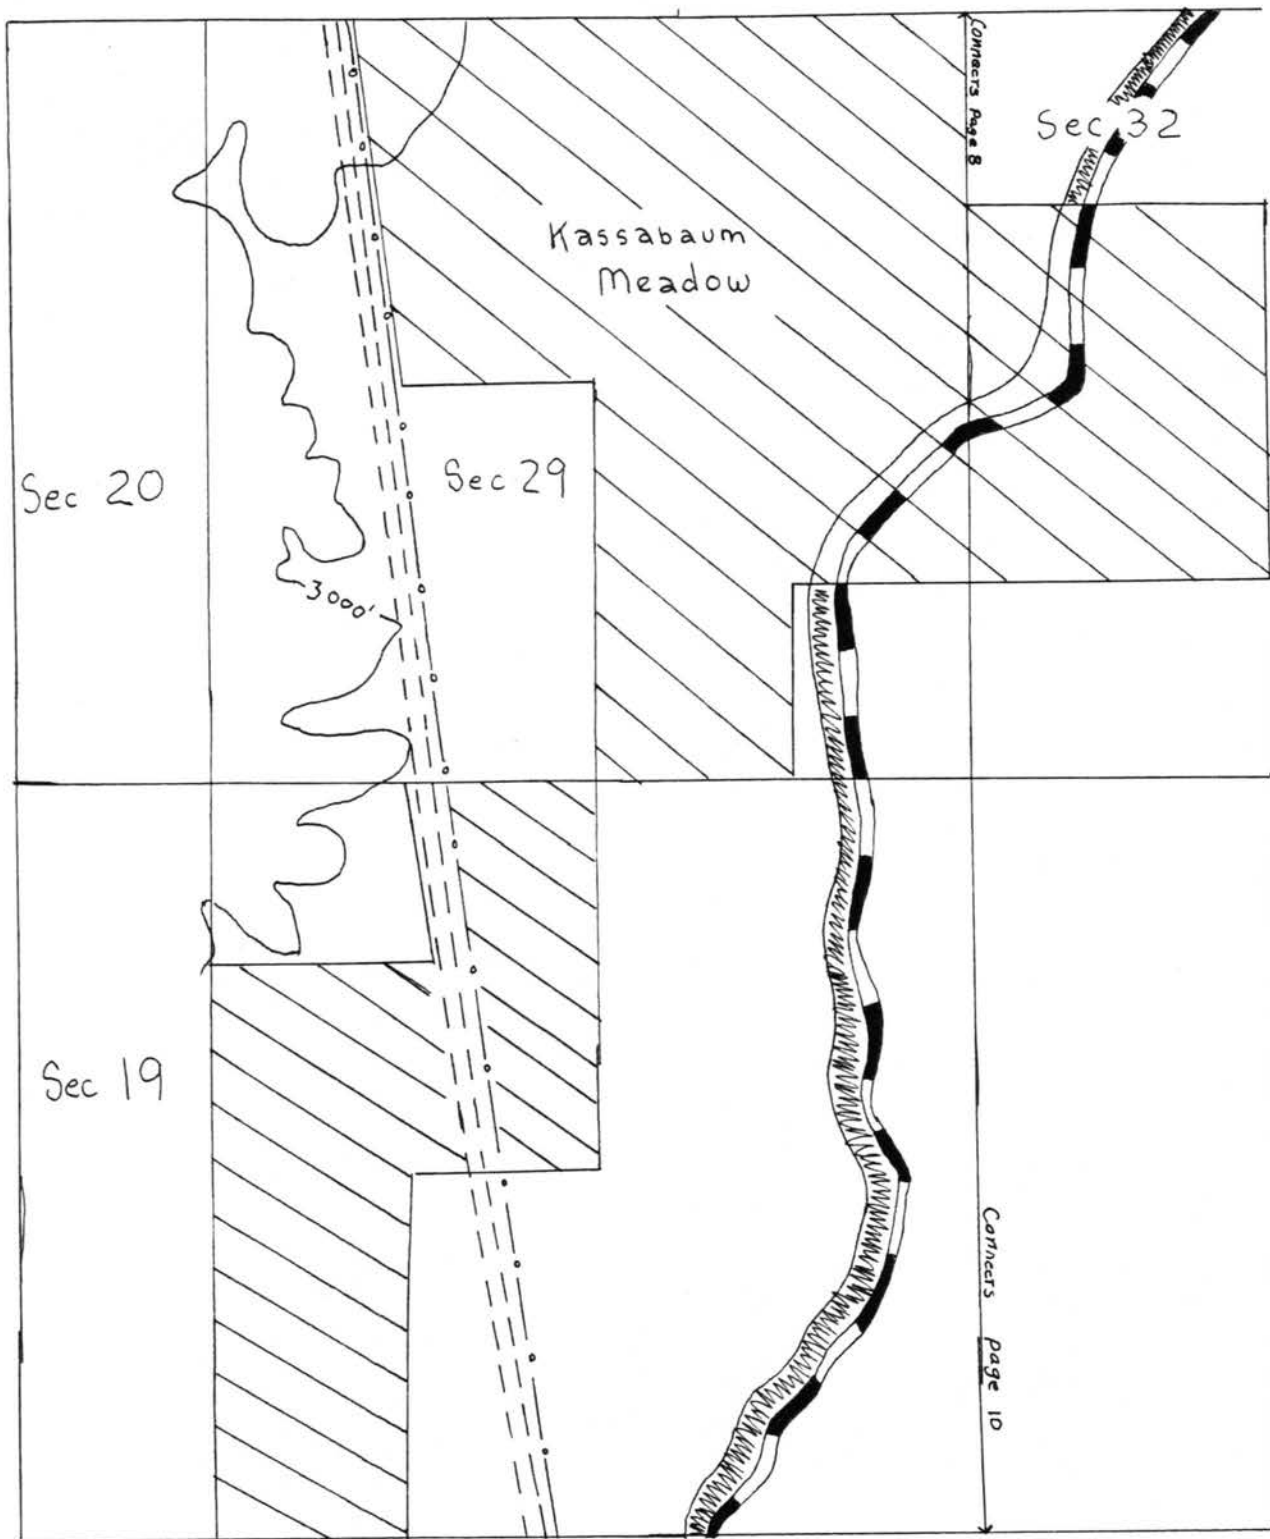 Connects Page 8
Sec 32
Kassabaum
Meadow
Sec 20
Sec 29
3000'
Sec 19
Connects page 10